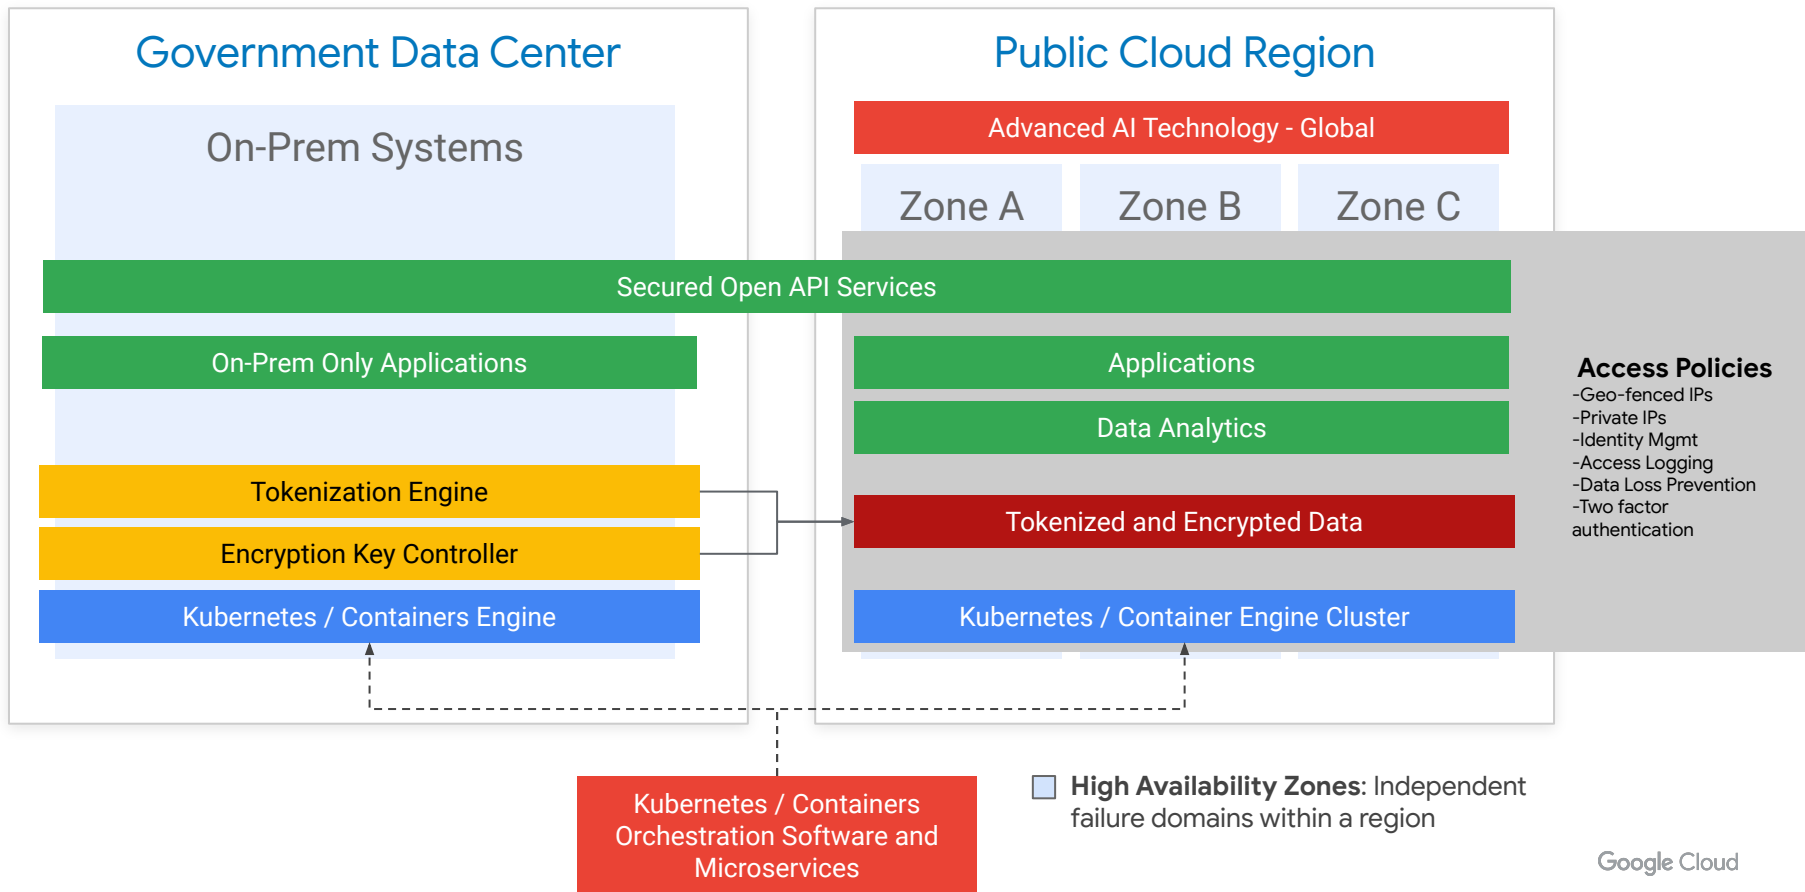 Government Data Center
Public Cloud Region
On-Prem Systems
Advanced AI Technology - Global
Zone A
Zone B
Zone C
Secured Open API Services
On-Prem Only Applications
Applications
Data Analytics
Access Policies
-Geo-fenced IPs
-Private IPs
-Identity Mgmt
-Access Logging
-Data Loss Prevention
-Two factor
authentication
Tokenization Engine
Encryption Key Controller
Tokenized and Encrypted Data
Kubernetes / Containers Engine
Kubernetes / Container Engine Cluster
Kubernetes / Containers
Orchestration Software and
Microservices
High Availability Zones: Independent
failure domains within a region
Google Cloud